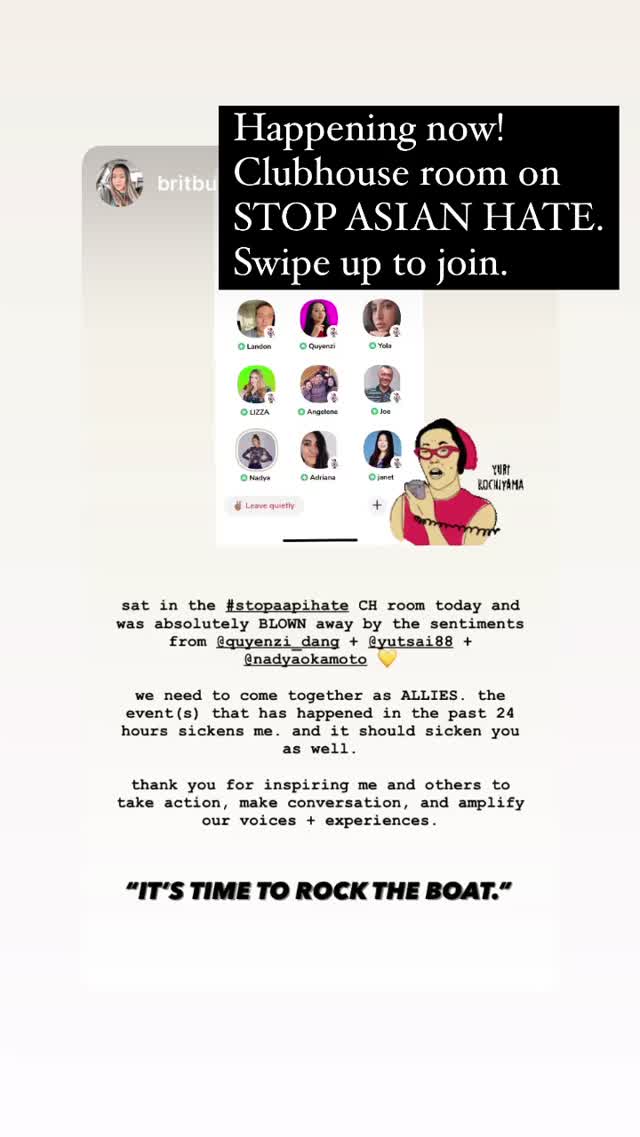 Happening now!
Clubhouse room on
STOP ASIAN HATE.
Swipe up to join.
britbu
Landon Quyenzi Yola
LIZZA Angelene Joe
Nadya Adriana janet
✌🏽 Leave quietly +
YURI
KOCHIYAMA
sat in the #stopaapihate CH room today and
was absolutely BLOWN away by the sentiments
from @quyenzi_dang + @yutsai88 +
@nadyaokamoto 💛
we need to come together as ALLIES. the
event(s) that has happened in the past 24
hours sickens me. and it should sicken you
as well.
thank you for inspiring me and others to
take action, make conversation, and amplify
our voices + experiences.
“IT’S TIME TO ROCK THE BOAT.”